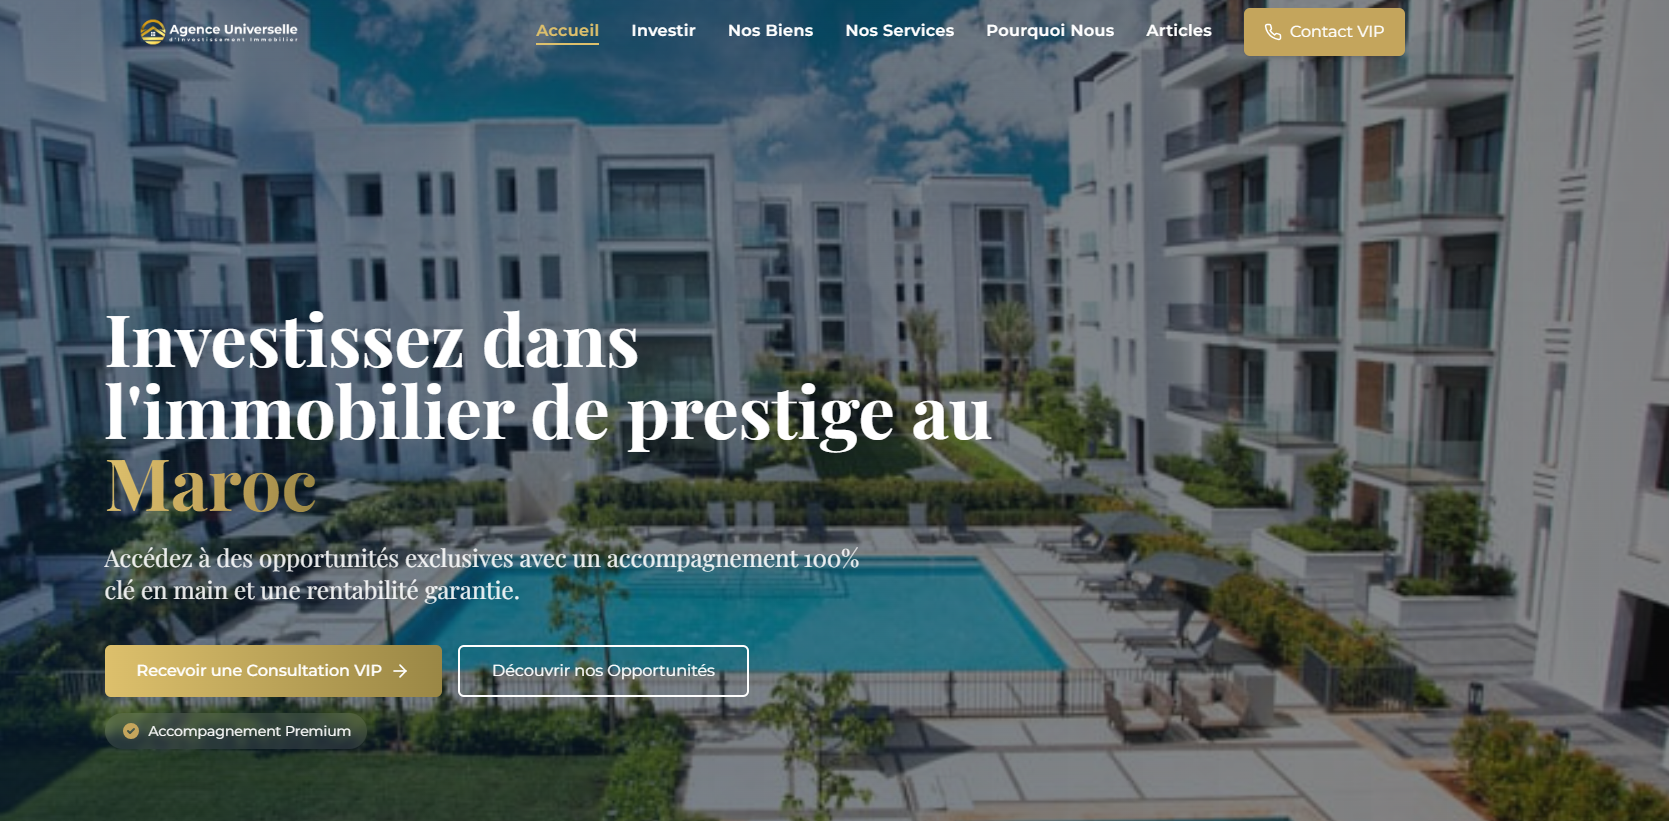 Agence Universelle
d'Investissement Immobilier
Accueil
Investir
Nos Biens
Nos Services
Pourquoi Nous
Articles
Contact VIP
Investissez dans
l'immobilier de prestige au
Maroc
Accédez à des opportunités exclusives avec un accompagnement 100%
clé en main et une rentabilité garantie.
Recevoir une Consultation VIP
Découvrir nos Opportunités
Accompagnement Premium